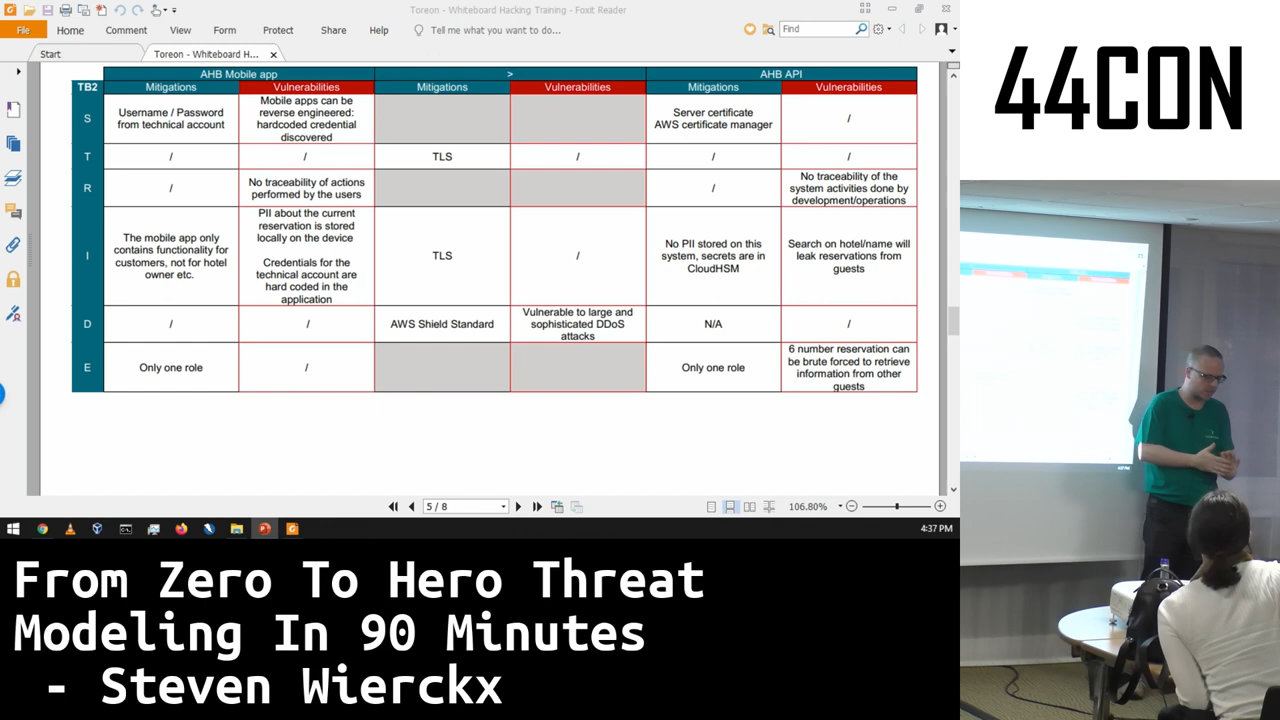 Toreon - Whiteboard Hacking Training - Foxit Reader
File Home Comment View Form Protect Share Help Tell me what you want to do... Find
Start Toreon - Whiteboard H...
AHB Mobile app > AHB API
TB2 Mitigations Vulnerabilities Mitigations Vulnerabilities Mitigations Vulnerabilities
S
Username / Password
from technical account
Mobile apps can be
reverse engineered:
hardcoded credential
discovered
Server certificate
AWS certificate manager
/
T / / TLS / / /
R
/
No traceability of actions
performed by the users
/
No traceability of the
system activities done by
development/operations
I
The mobile app only
contains functionality for
customers, not for hotel
owner etc.
PII about the current
reservation is stored
locally on the device
Credentials for the
technical account are
hard coded in the
application
TLS
/
No PII stored on this
system, secrets are in
CloudHSM
Search on hotel/name will
leak reservations from
guests
D
/
/
AWS Shield Standard
Vulnerable to large and
sophisticated DDoS
attacks
N/A
/
E
Only one role
/
Only one role
6 number reservation can
be brute forced to retrieve
information from other
guests
5 / 8
106.80%
4:37 PM
44CON
From Zero To Hero Threat
Modeling In 90 Minutes
- Steven Wierckx